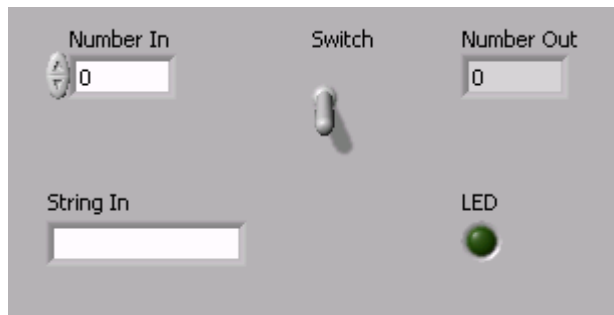 Number In
Switch
Number Out
0
0
String In
LED